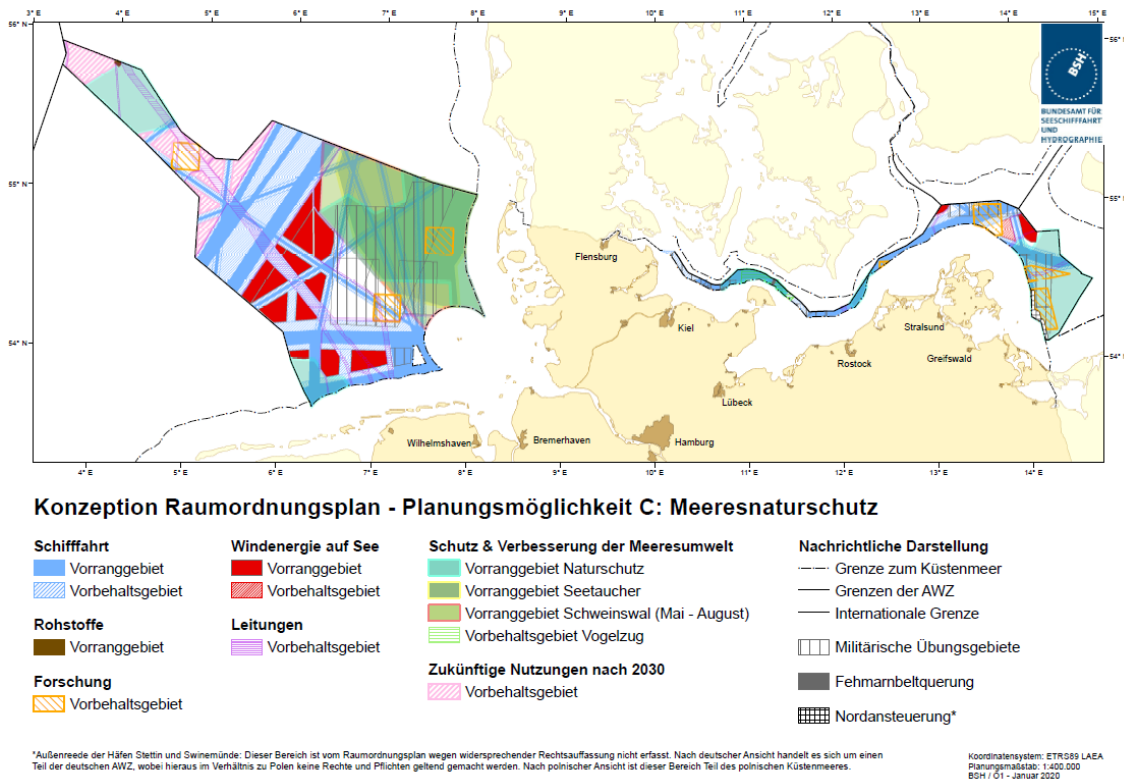 56° N
3° E
4° E
5° E
6° E
7° E
8° E
9° E
10° E
11° E
12° E
13° E
14° E
15° E
56° N
BSH
BUNDESAMT FÜR
SEESCHIFFFAHRT
UND
HYDROGRAPHIE
55° N
55° N
Flensburg
Kiel
Stralsund
54° N
Rostock
Greifswald
54° N
Lübeck
Wilhelmshaven
Bremerhaven
Hamburg
4° E
5° E
6° E
7° E
8° E
9° E
10° E
11° E
12° E
13° E
14° E
Konzeption Raumordnungsplan - Planungsmöglichkeit C: Meeresnaturschutz
Schifffahrt
Vorranggebiet
Vorbehaltsgebiet
Rohstoffe
Vorranggebiet
Forschung
Vorbehaltsgebiet
Windenergie auf See
Vorranggebiet
Vorbehaltsgebiet
Leitungen
Vorbehaltsgebiet
Schutz & Verbesserung der Meeresumwelt
Vorranggebiet Naturschutz
Vorranggebiet Seetaucher
Vorranggebiet Schweinswal (Mai - August)
Vorbehaltsgebiet Vogelzug
Zukünftige Nutzungen nach 2030
Vorbehaltsgebiet
Nachrichtliche Darstellung
Grenze zum Küstenmeer
Grenzen der AWZ
Internationale Grenze
Militärische Übungsgebiete
Fehmarnbeltquerung
Nordansteuerung*
*Außenreede der Häfen Stettin und Swinemünde: Dieser Bereich ist vom Raumordnungsplan wegen widersprechender Rechtsauffassung nicht erfasst. Nach deutscher Ansicht handelt es sich um einen
Teil der deutschen AWZ, wobei hieraus im Verhältnis zu Polen keine Rechte und Pflichten geltend gemacht werden. Nach polnischer Ansicht ist dieser Bereich Teil des polnischen Küstenmeeres.
Koordinatensystem: ETRS89 LAEA
Planungsmaßstab: 1:400.000
BSH / O1 - Januar 2020